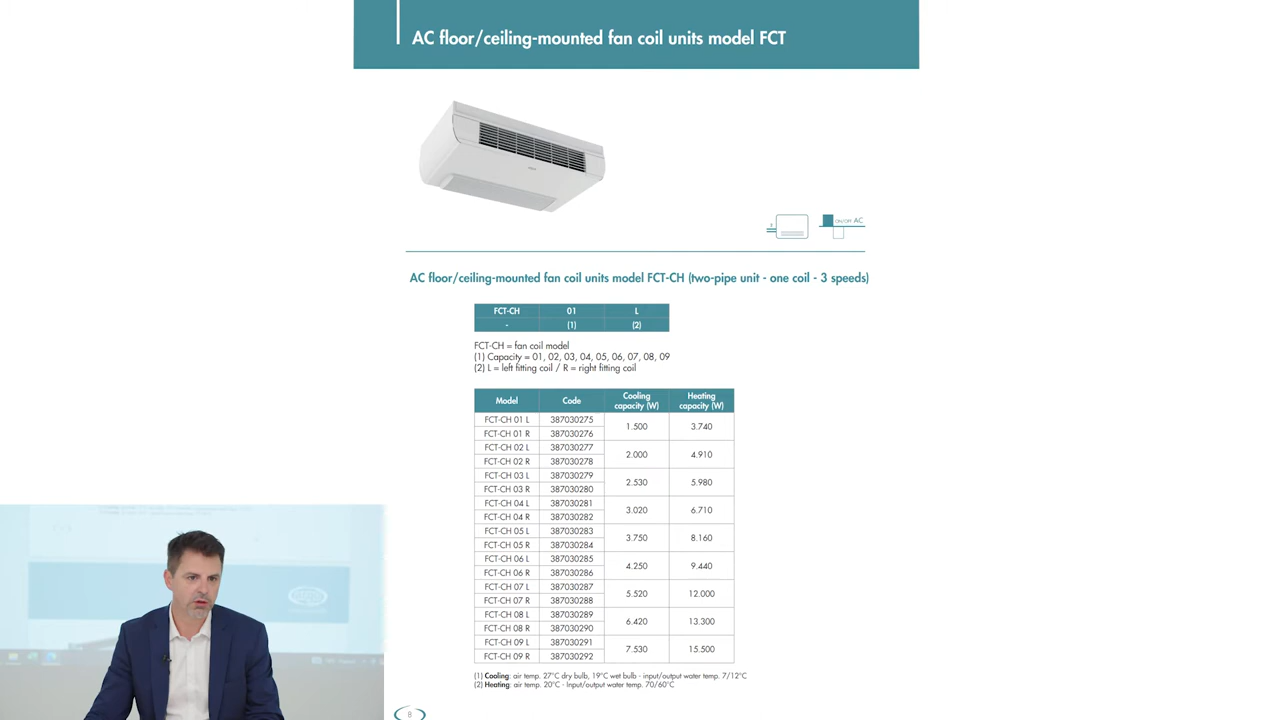 AC floor/ceiling-mounted fan coil units model FCT
ON/OFF AC
AC floor/ceiling-mounted fan coil units model FCT-CH (two-pipe unit - one coil - 3 speeds)
FCT-CH 01 L
- (1) (2)
FCT-CH = fan coil model
(1) Capacity = 01, 02, 03, 04, 05, 06, 07, 08, 09
(2) L = left fitting coil / R = right fitting coil
Model Code Cooling capacity (W) Heating capacity (W)
FCT-CH 01 L 387030275 1.500 3.740
FCT-CH 01 R 387030276
FCT-CH 02 L 387030277 2.000 4.910
FCT-CH 02 R 387030278
FCT-CH 03 L 387030279 2.530 5.980
FCT-CH 03 R 387030280
FCT-CH 04 L 387030281 3.020 6.710
FCT-CH 04 R 387030282
FCT-CH 05 L 387030283 3.750 8.160
FCT-CH 05 R 387030284
FCT-CH 06 L 387030285 4.250 9.440
FCT-CH 06 R 387030286
FCT-CH 07 L 387030287 5.520 12.000
FCT-CH 07 R 387030288
FCT-CH 08 L 387030289 6.420 13.300
FCT-CH 08 R 387030290
FCT-CH 09 L 387030291 7.530 15.500
FCT-CH 09 R 387030292
(1) Cooling: air temp. 27°C dry bulb, 19°C wet bulb - input/output water temp. 7/12°C
(2) Heating: air temp. 20°C - Input/output water temp. 70/60°C
8